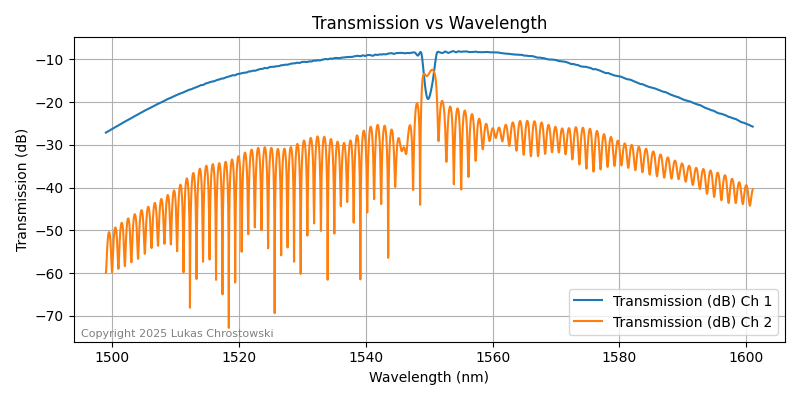 Transmission vs Wavelength
Transmission (dB)
−10
−20
−30
−40
−50
−60
−70
Transmission (dB) Ch 1
Transmission (dB) Ch 2
Copyright 2025 Lukas Chrostowski
1500
1520
1540
1560
1580
1600
Wavelength (nm)